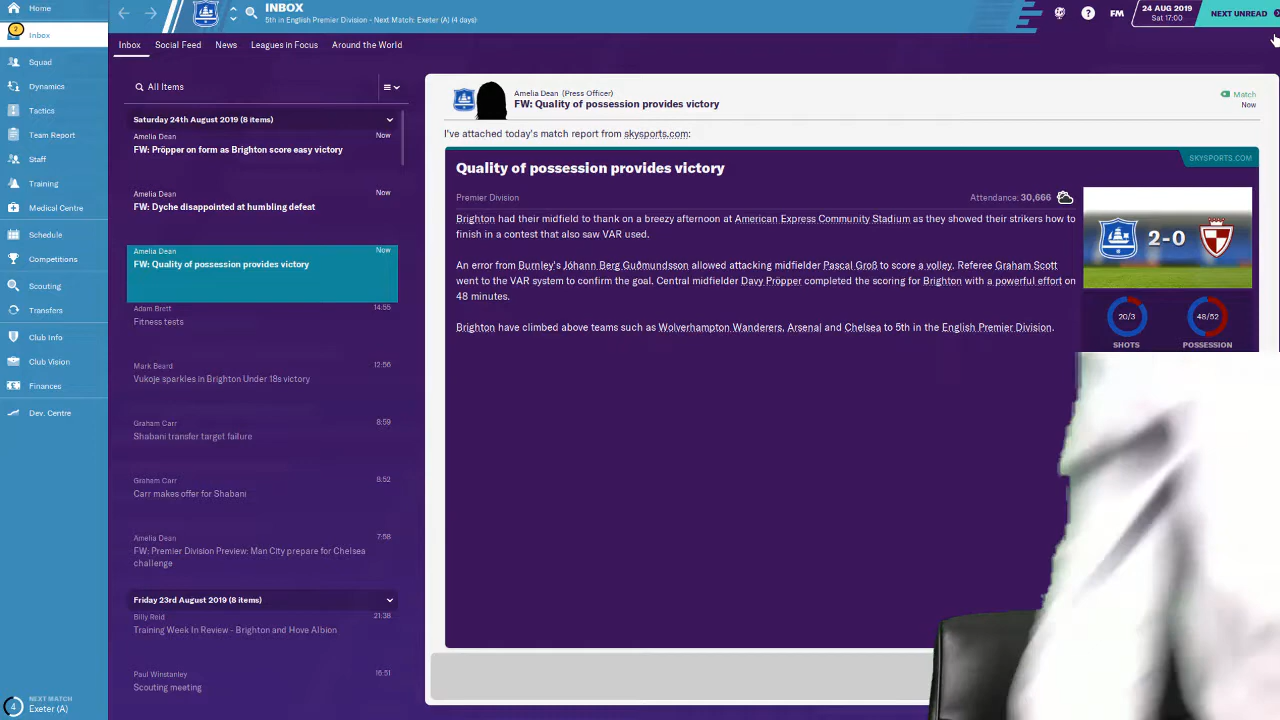 Home
2
Inbox
Squad
Dynamics
Tactics
Team Report
Staff
Training
Medical Centre
Schedule
Competitions
Scouting
Transfers
Club Info
Club Vision
Finances
Dev. Centre
4
NEXT MATCH
Exeter (A)
INBOX
5th in English Premier Division - Next Match: Exeter (A) (4 days)
FM
24 AUG 2019
Sat 17:00
NEXT UNREAD
Inbox
Social Feed
News
Leagues in Focus
Around the World
All Items
Saturday 24th August 2019 (8 items)
Amelia Dean
Now
FW: Pröpper on form as Brighton score easy victory
Amelia Dean
Now
FW: Dyche disappointed at humbling defeat
Amelia Dean
Now
FW: Quality of possession provides victory
Adam Brett
14:55
Fitness tests
Mark Beard
12:56
Vukoje sparkles in Brighton Under 18s victory
Graham Carr
8:59
Shabani transfer target failure
Graham Carr
8:52
Carr makes offer for Shabani
Amelia Dean
7:58
FW: Premier Division Preview: Man City prepare for Chelsea
challenge
Friday 23rd August 2019 (8 items)
Billy Reid
21:38
Training Week In Review - Brighton and Hove Albion
Paul Winstanley
16:51
Scouting meeting
Amelia Dean (Press Officer)
FW: Quality of possession provides victory
Match
Now
I've attached today's match report from skysports.com:
SKYSPORTS.COM
Quality of possession provides victory
Premier Division
Attendance: 30,666
Brighton had their midfield to thank on a breezy afternoon at American Express Community Stadium as they showed their strikers how to
finish in a contest that also saw VAR used.
An error from Burnley's Jóhann Berg Guðmundsson allowed attacking midfielder Pascal Groß to score a volley. Referee Graham Scott
went to the VAR system to confirm the goal. Central midfielder Davy Pröpper completed the scoring for Brighton with a powerful effort on
48 minutes.
Brighton have climbed above teams such as Wolverhampton Wanderers, Arsenal and Chelsea to 5th in the English Premier Division.
2-0
20/3
48/52
SHOTS
POSSESSION